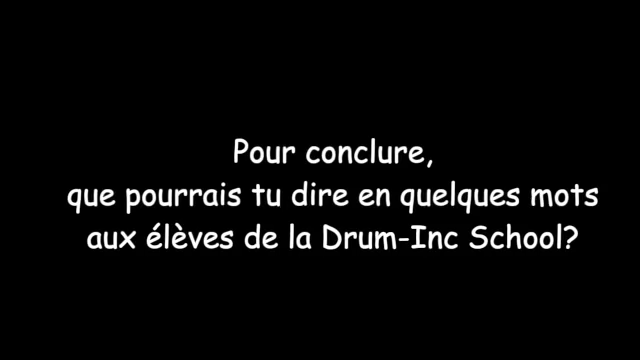 Pour conclure,
que pourrais tu dire en quelques mots
aux élèves de la Drum-Inc School?